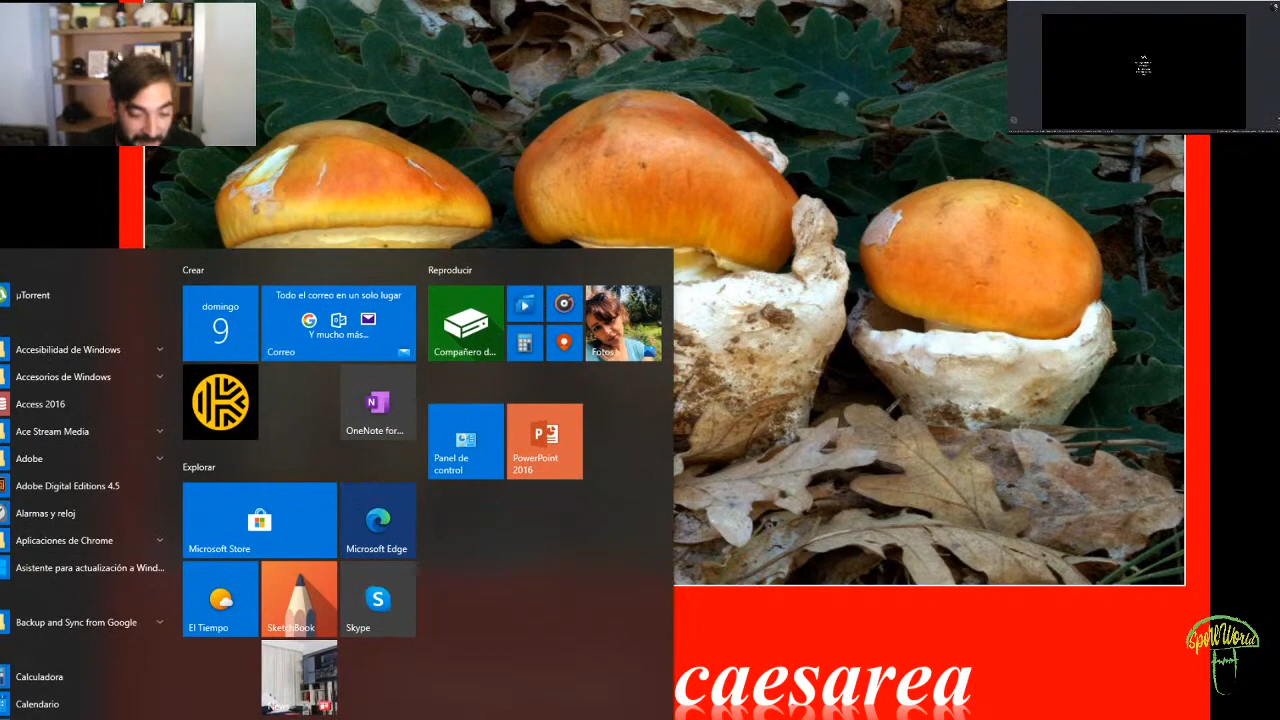 µTorrent
Accesibilidad de Windows
Accesorios de Windows
Access 2016
Ace Stream Media
Adobe
Adobe Digital Editions 4.5
Alarmas y reloj
Aplicaciones de Chrome
Asistente para actualización a Wind...
Backup and Sync from Google
Calculadora
Calendario
Crear
domingo
9
Todo el correo en un solo lugar
Y mucho más...
Correo
OneNote for...
Explorar
Microsoft Store
Microsoft Edge
El Tiempo
SketchBook
Skype
News
Reproducir
Compañero d...
Fotos
Panel de
control
PowerPoint
2016
caesarea
SporeWorld